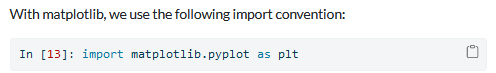 With matplotlib, we use the following import convention:
In [13]: import matplotlib.pyplot as plt